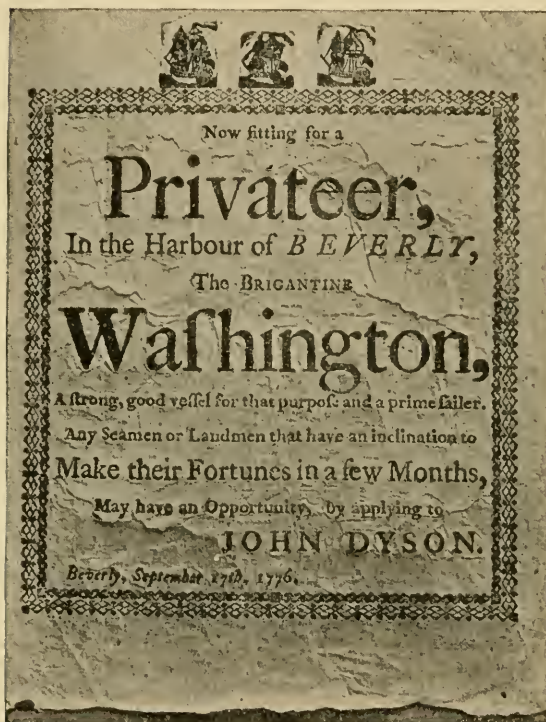 Now fitting for a
Privateer,
In the Harbour of BEVERLY,
The BRIGANTINE
Waſhington,
A ſtrong, good veſſel for that purpoſe and a prime ſailer.
Any Seamen or Landmen that have an inclination to
Make their Fortunes in a few Months,
May have an Opportunity, by applying to
JOHN DYSON.
Beverly, September 17th, 1776.